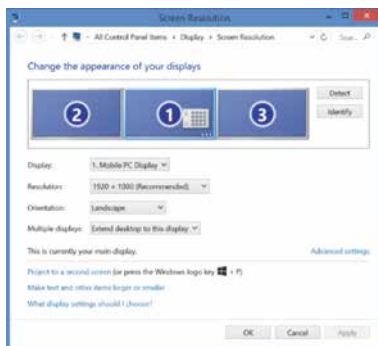 Screen Resolution
All Control Panel Items Display Screen Resolution
Change the appearance of your displays
2 1 3
Detect
Identify
Display: 1. Mobile PC Display
Resolution: 1920 × 1080 (Recommended)
Orientation: Landscape
Multiple displays: Extend desktop to this display
This is currently your main display.
Advanced settings
Project to a second screen (or press the Windows logo key + P)
Make text and other items larger or smaller
What display settings should I choose?
OK Cancel Apply